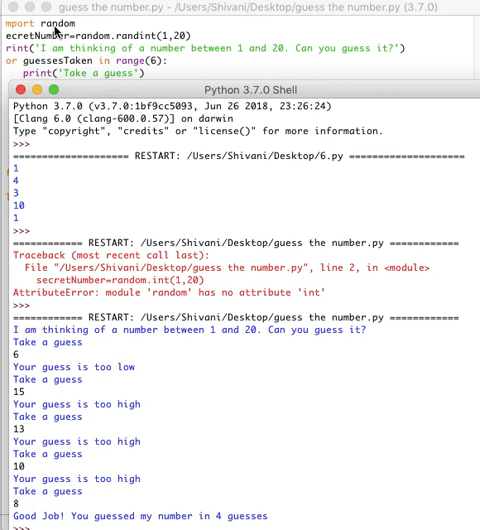 guess the number.py - /Users/Shivani/Desktop/guess the number.py (3.7.0)
mport random
ecretNumber=random.randint(1,20)
rint('I am thinking of a number between 1 and 20. Can you guess it?')
or guessesTaken in range(6):
print('Take a guess')
Python 3.7.0 Shell
Python 3.7.0 (v3.7.0:1bf9cc5093, Jun 26 2018, 23:26:24)
[Clang 6.0 (clang-600.0.57)] on darwin
Type "copyright", "credits" or "license()" for more information.
>>>
==================== RESTART: /Users/Shivani/Desktop/6.py ====================
1
4
3
10
1
>>>
============ RESTART: /Users/Shivani/Desktop/guess the number.py ============
Traceback (most recent call last):
File "/Users/Shivani/Desktop/guess the number.py", line 2, in <module>
secretNumber=random.int(1,20)
AttributeError: module 'random' has no attribute 'int'
>>>
============ RESTART: /Users/Shivani/Desktop/guess the number.py ============
I am thinking of a number between 1 and 20. Can you guess it?
Take a guess
6
Your guess is too low
Take a guess
15
Your guess is too high
Take a guess
13
Your guess is too high
Take a guess
10
Your guess is too high
Take a guess
8
Good Job! You guessed my number in 4 guesses
>>>